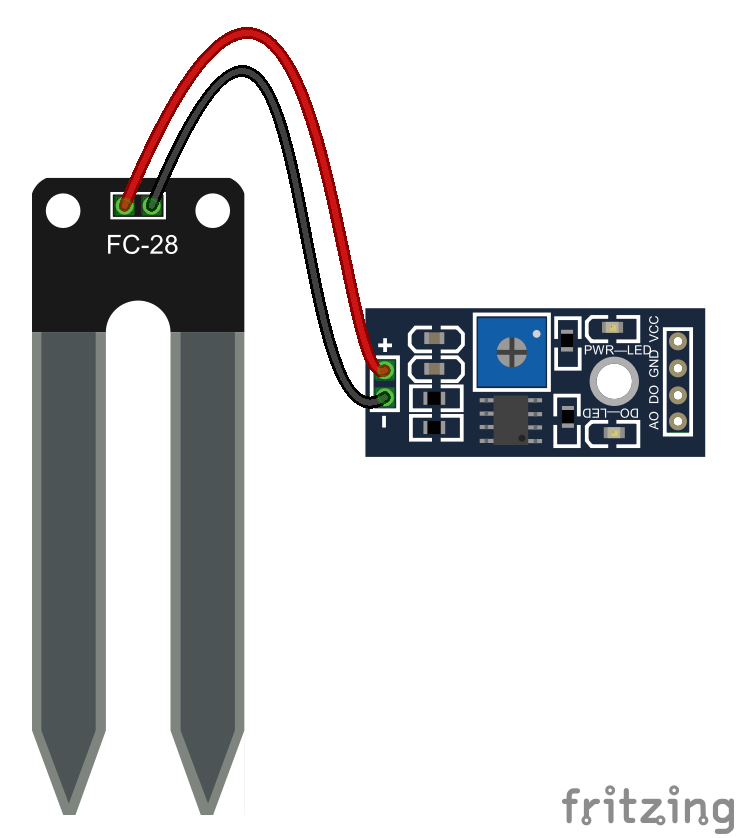 FC-28
+
-
PWR—LED
DO—LED
VCC
GND
DO
AO
fritzing